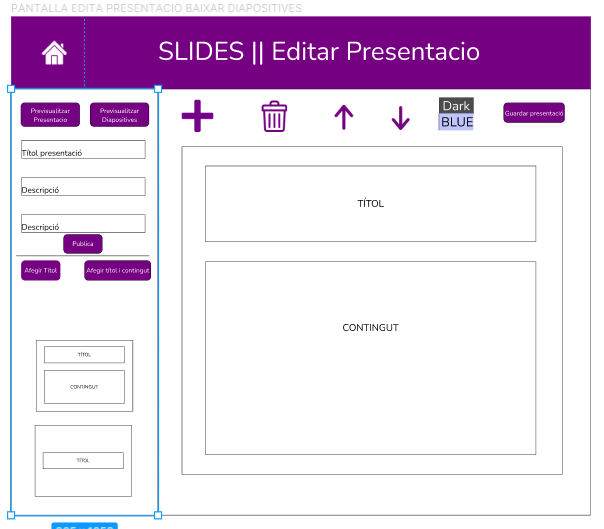 PANTALLA EDITA PRESENTACIO BAIXAR DIAPOSITIVES
SLIDES || Editar Presentacio
Previsualitzar
Presentacio
Previsualitzar
Diapositives
Dark
BLUE
Guardar presentació
Títol presentació
Descripció
Descripció
Publica
Afegir Títol
Afegir títol i contingut
TÍTOL
CONTINGUT
TÍTOL
CONTINGUT
TÍTOL